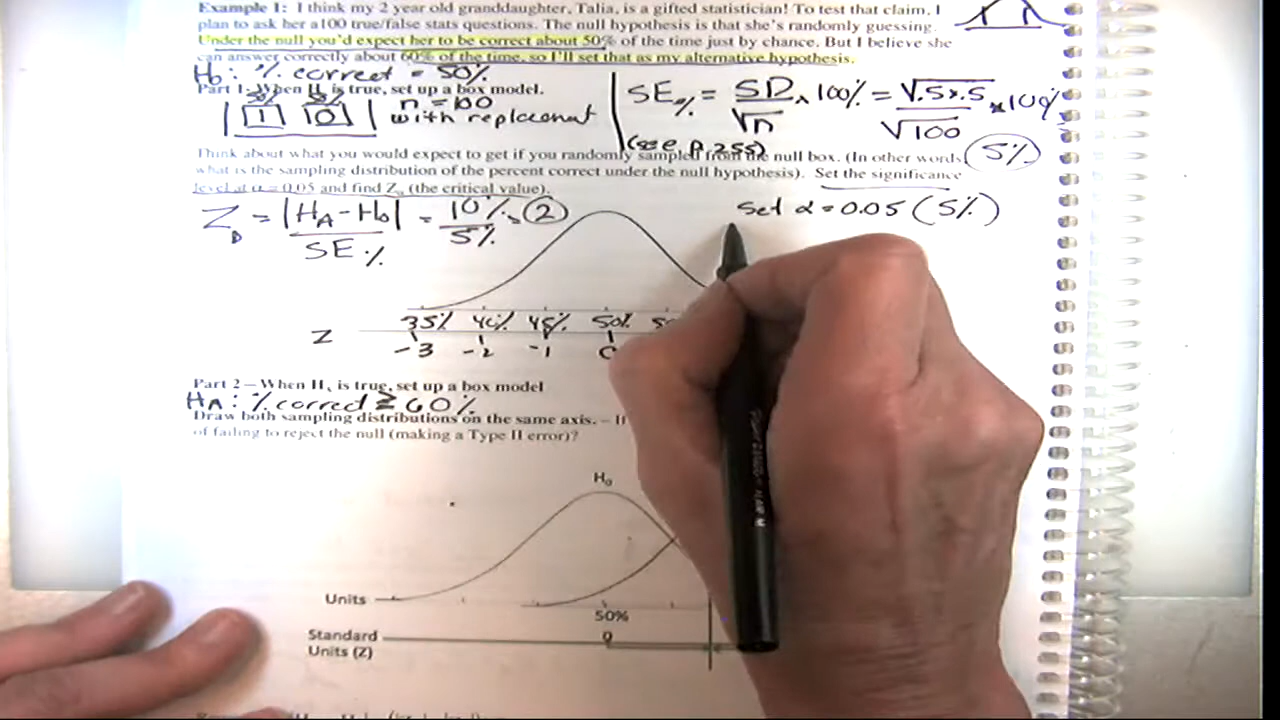 Example 1: I think my 2 year old granddaughter, Talia, is a gifted statistician! To test that claim, I
plan to ask her a 100 true/false stats questions. The null hypothesis is that she's randomly guessing.
Under the null you'd expect her to be correct about 50% of the time just by chance. But I believe she
can answer correctly about 60% of the time, so I'll set that as my alternative hypothesis.
H₀: % correct = 50%
Part 1: When H is true, set up a box model.
1 0 n = 100
with replacement
SE% = SD/√n × 100% = √.5×.5/√100 × 100%
(see p. 255)
5%
Think about what you would expect to get if you randomly sampled from the null box. (In other words,
what is the sampling distribution of the percent correct under the null hypothesis). Set the significance
level at α = 0.05 and find Z (the critical value).
Z = |HA - H0| / SE% = 10%/5% = 2
Set α = 0.05 (5%)
35% 40% 45% 50%
Z -3 -2 -1
Part 2 – When H is true, set up a box model
HA: % correct ≥ 60%
Draw both sampling distributions on the same axis. – If
of failing to reject the null (making a Type II error)?
H₀
Units
50%
Standard 0
Units (Z)